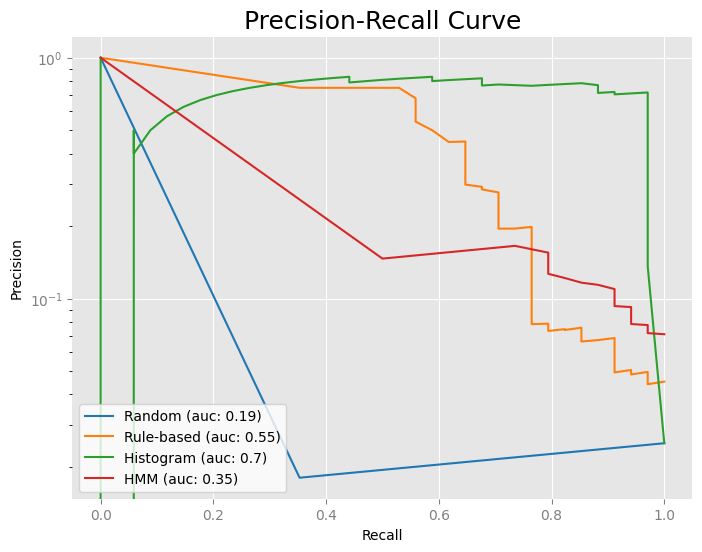 Precision-Recall Curve
10⁰
10⁻¹
Precision
Random (auc: 0.19)
Rule-based (auc: 0.55)
Histogram (auc: 0.7)
HMM (auc: 0.35)
0.0 0.2 0.4 0.6 0.8 1.0
Recall